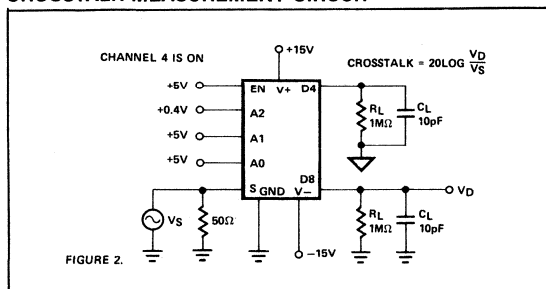 CROSSTALK MEASUREMENT CIRCUIT
CHANNEL 4 IS ON
+15V
CROSSTALK = 20LOG VD/VS
+5V
EN
V+
D4
+0.4V
A2
RL
1MΩ
CL
10pF
+5V
A1
+5V
A0
D8
S
GND
V−
VD
VS
50Ω
RL
1MΩ
CL
10pF
−15V
FIGURE 2.